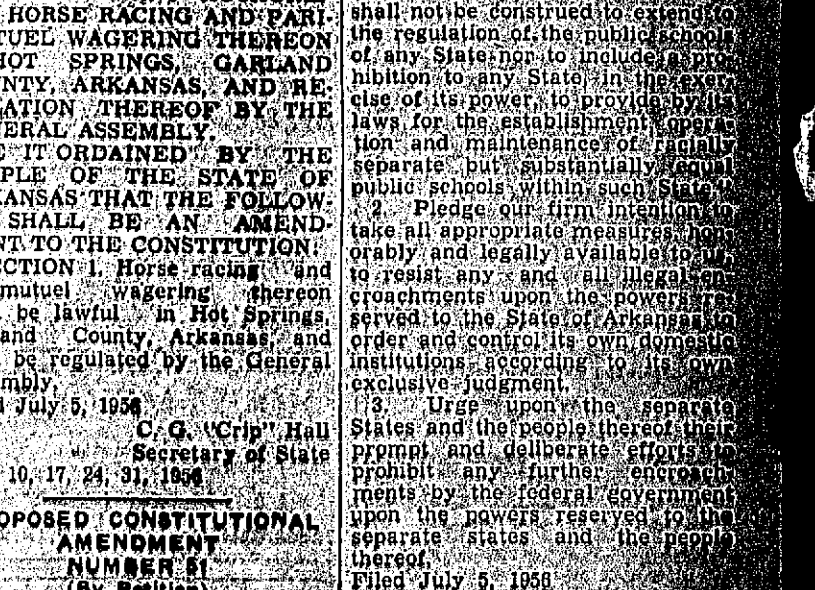 HORSE RACING AND PARI-
TUEL WAGERING THEREON
HOT SPRINGS, GARLAND
UNTY, ARKANSAS, AND RE-
ATION THEREOF BY THE
ERAL ASSEMBLY.
E IT ORDAINED BY THE
PLE OF THE STATE OF
KANSAS THAT THE FOLLOW-
SHALL BE AN AMEND-
NT TO THE CONSTITUTION.
ECTION 1. Horse racing and
mutuel wagering thereon
be lawful in Hot Springs,
and County, Arkansas, and
be regulated by the General
mbly.
d July 5, 1956
C. G. "Crip" Hall
Secretary of State
10, 17, 24, 31, 1956
OPOSED CONSTITUTIONAL
AMENDMENT
NUMBER 51
(By Petition)
shall not be construed to extend to
the regulation of the public schools
of any State nor to include a pro-
hibition to any State in the exer-
cise of its power, to provide by its
laws for the establishment, opera-
tion and maintenance of racially
separate but substantially equal
public schools within such State."
2. Pledge our firm intention to
take all appropriate measures, hon-
orably and legally available to us,
to resist any and all illegal en-
croachments upon the powers re-
served to the State of Arkansas to
order and control its own domestic
institutions according to its own
exclusive judgment.
3. Urge upon the separate
States and the people thereof their
prompt and deliberate efforts to
prohibit any further encroach-
ments by the federal government
upon the powers reserved to the
separate states and the people
thereof.
Filed July 5, 1956